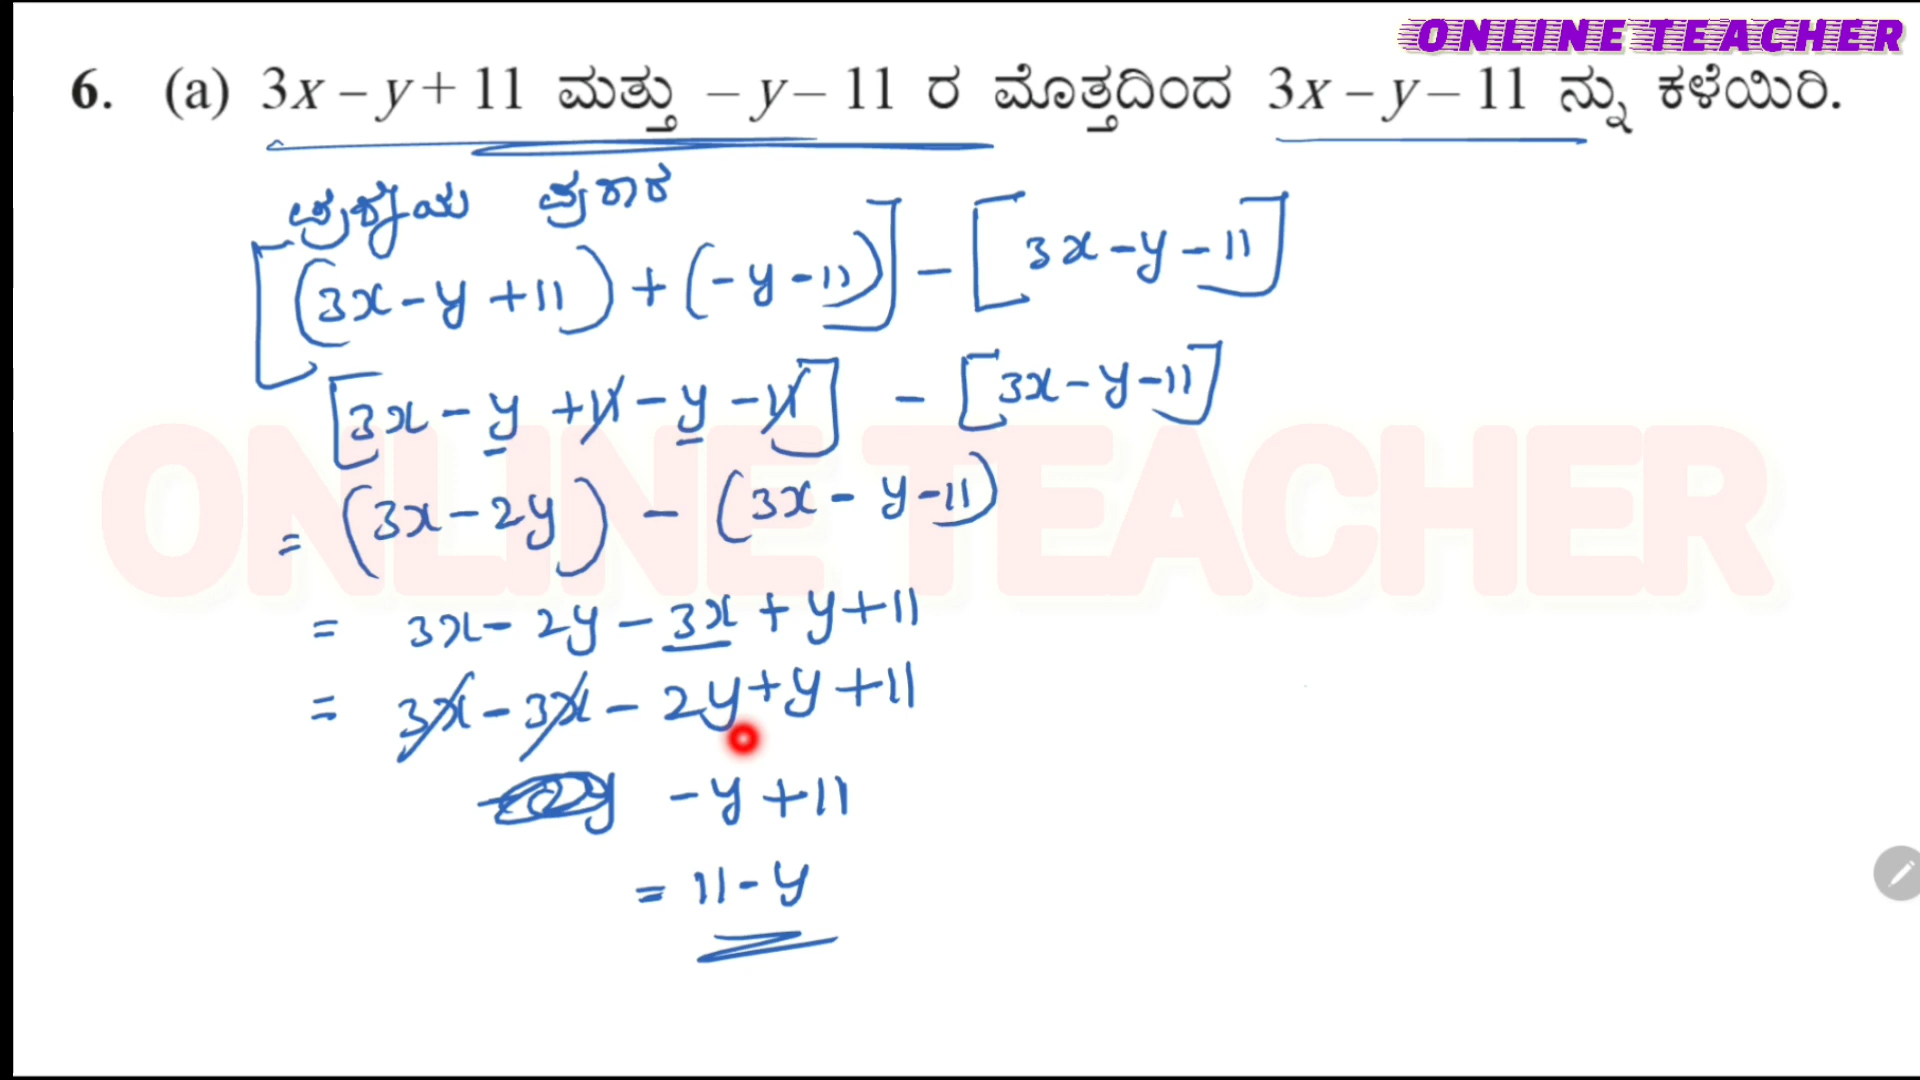 ONLINE TEACHER
6. (a) 3x – y + 11 ಮತ್ತು – y – 11 ರ ಮೊತ್ತದಿಂದ 3x – y – 11 ನ್ನು ಕಳೆಯಿರಿ.
ಪ್ರಶ್ನೆಯ ಪ್ರಕಾರ
[(3x - y + 11) + (-y - 11)] - [3x - y - 11]
[3x - y + 11 - y - 11] - [3x - y - 11]
= (3x - 2y) - (3x - y - 11)
= 3x - 2y - 3x + y + 11
= 3x - 3x - 2y + y + 11
- y + 11
= 11 - y
ONLINE TEACHER